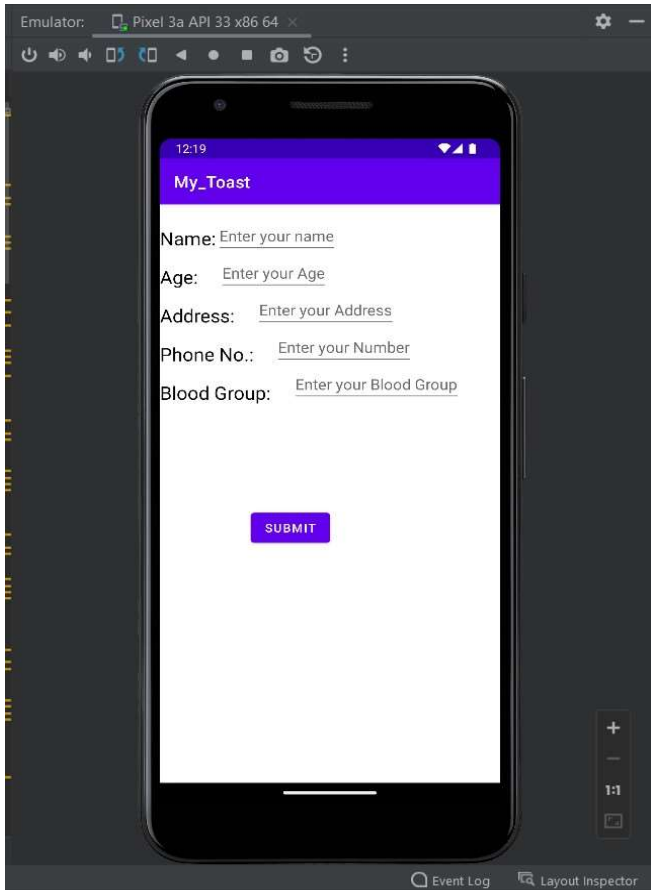 Emulator: Pixel 3a API 33 x86 64
12:19
My_Toast
Name: Enter your name
Age: Enter your Age
Address: Enter your Address
Phone No.: Enter your Number
Blood Group: Enter your Blood Group
SUBMIT
1:1
Event Log Layout Inspector